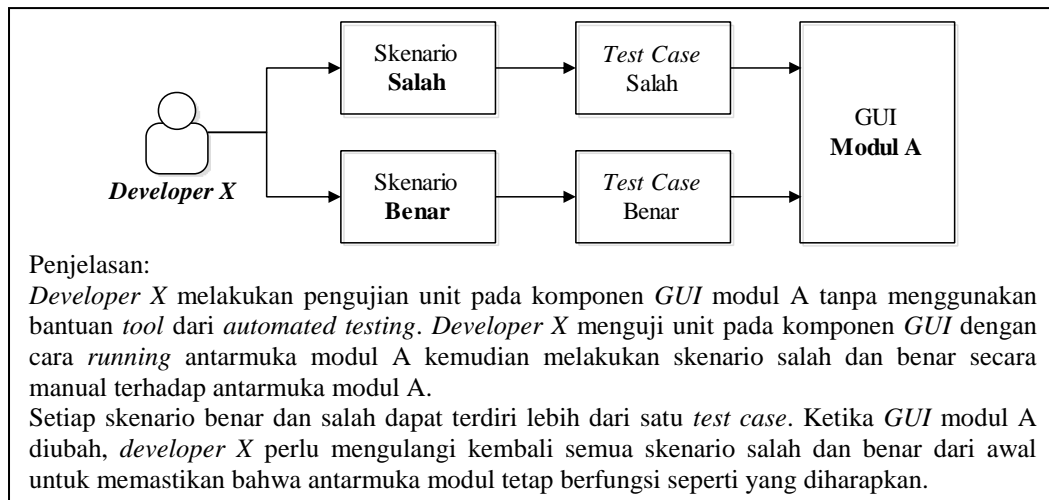 Skenario
Salah
Test Case
Salah
GUI
Modul A
Developer X
Skenario
Benar
Test Case
Benar
Penjelasan:
Developer X melakukan pengujian unit pada komponen GUI modul A tanpa menggunakan
bantuan tool dari automated testing. Developer X menguji unit pada komponen GUI dengan
cara running antarmuka modul A kemudian melakukan skenario salah dan benar secara
manual terhadap antarmuka modul A.
Setiap skenario benar dan salah dapat terdiri lebih dari satu test case. Ketika GUI modul A
diubah, developer X perlu mengulangi kembali semua skenario salah dan benar dari awal
untuk memastikan bahwa antarmuka modul tetap berfungsi seperti yang diharapkan.